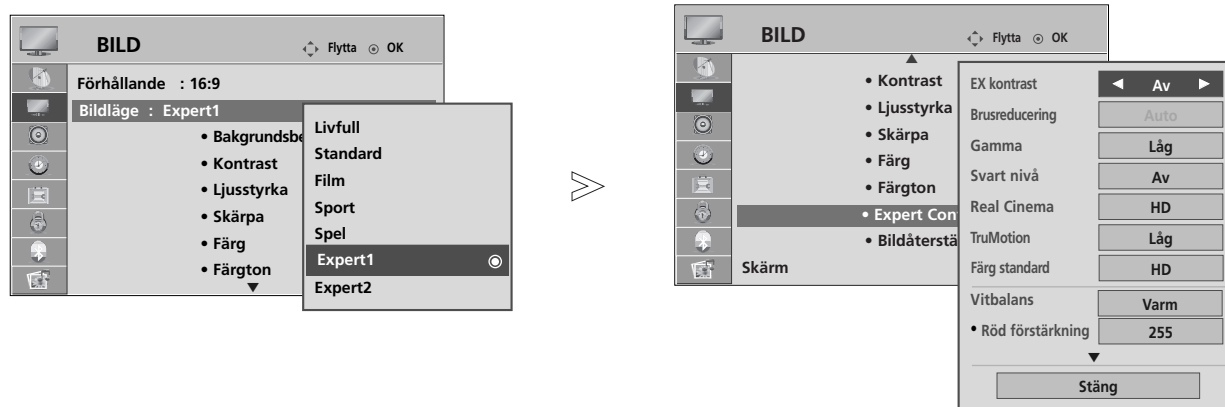 BILD
Flytta OK
Förhållande : 16:9
Bildläge : Expert1
• Bakgrundsbe
• Kontrast
• Ljusstyrka
• Skärpa
• Färg
• Färgton
Livfull
Standard
Film
Sport
Spel
Expert1
Expert2
BILD
Flytta OK
• Kontrast
• Ljusstyrka
• Skärpa
• Färg
• Färgton
• Expert Con
• Bildåterstä
Skärm
EX kontrast Av
Brusreducering Auto
Gamma Låg
Svart nivå Av
Real Cinema HD
TruMotion Låg
Färg standard HD
Vitbalans Varm
• Röd förstärkning 255
Stäng